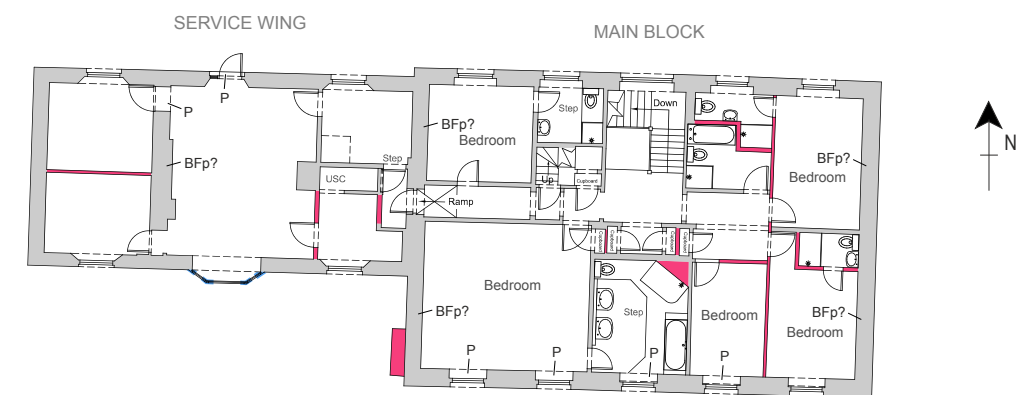 SERVICE WING
MAIN BLOCK
P
P
BFp?
Step
USC
BFp?
Bedroom
Step
Up
Cupboard
Ramp
Down
BFp?
Bedroom
N
Cupboard
Cupboard
Cupboard
Cupboard
Bedroom
BFp?
P
P
Step
P
Bedroom
P
BFp?
Bedroom